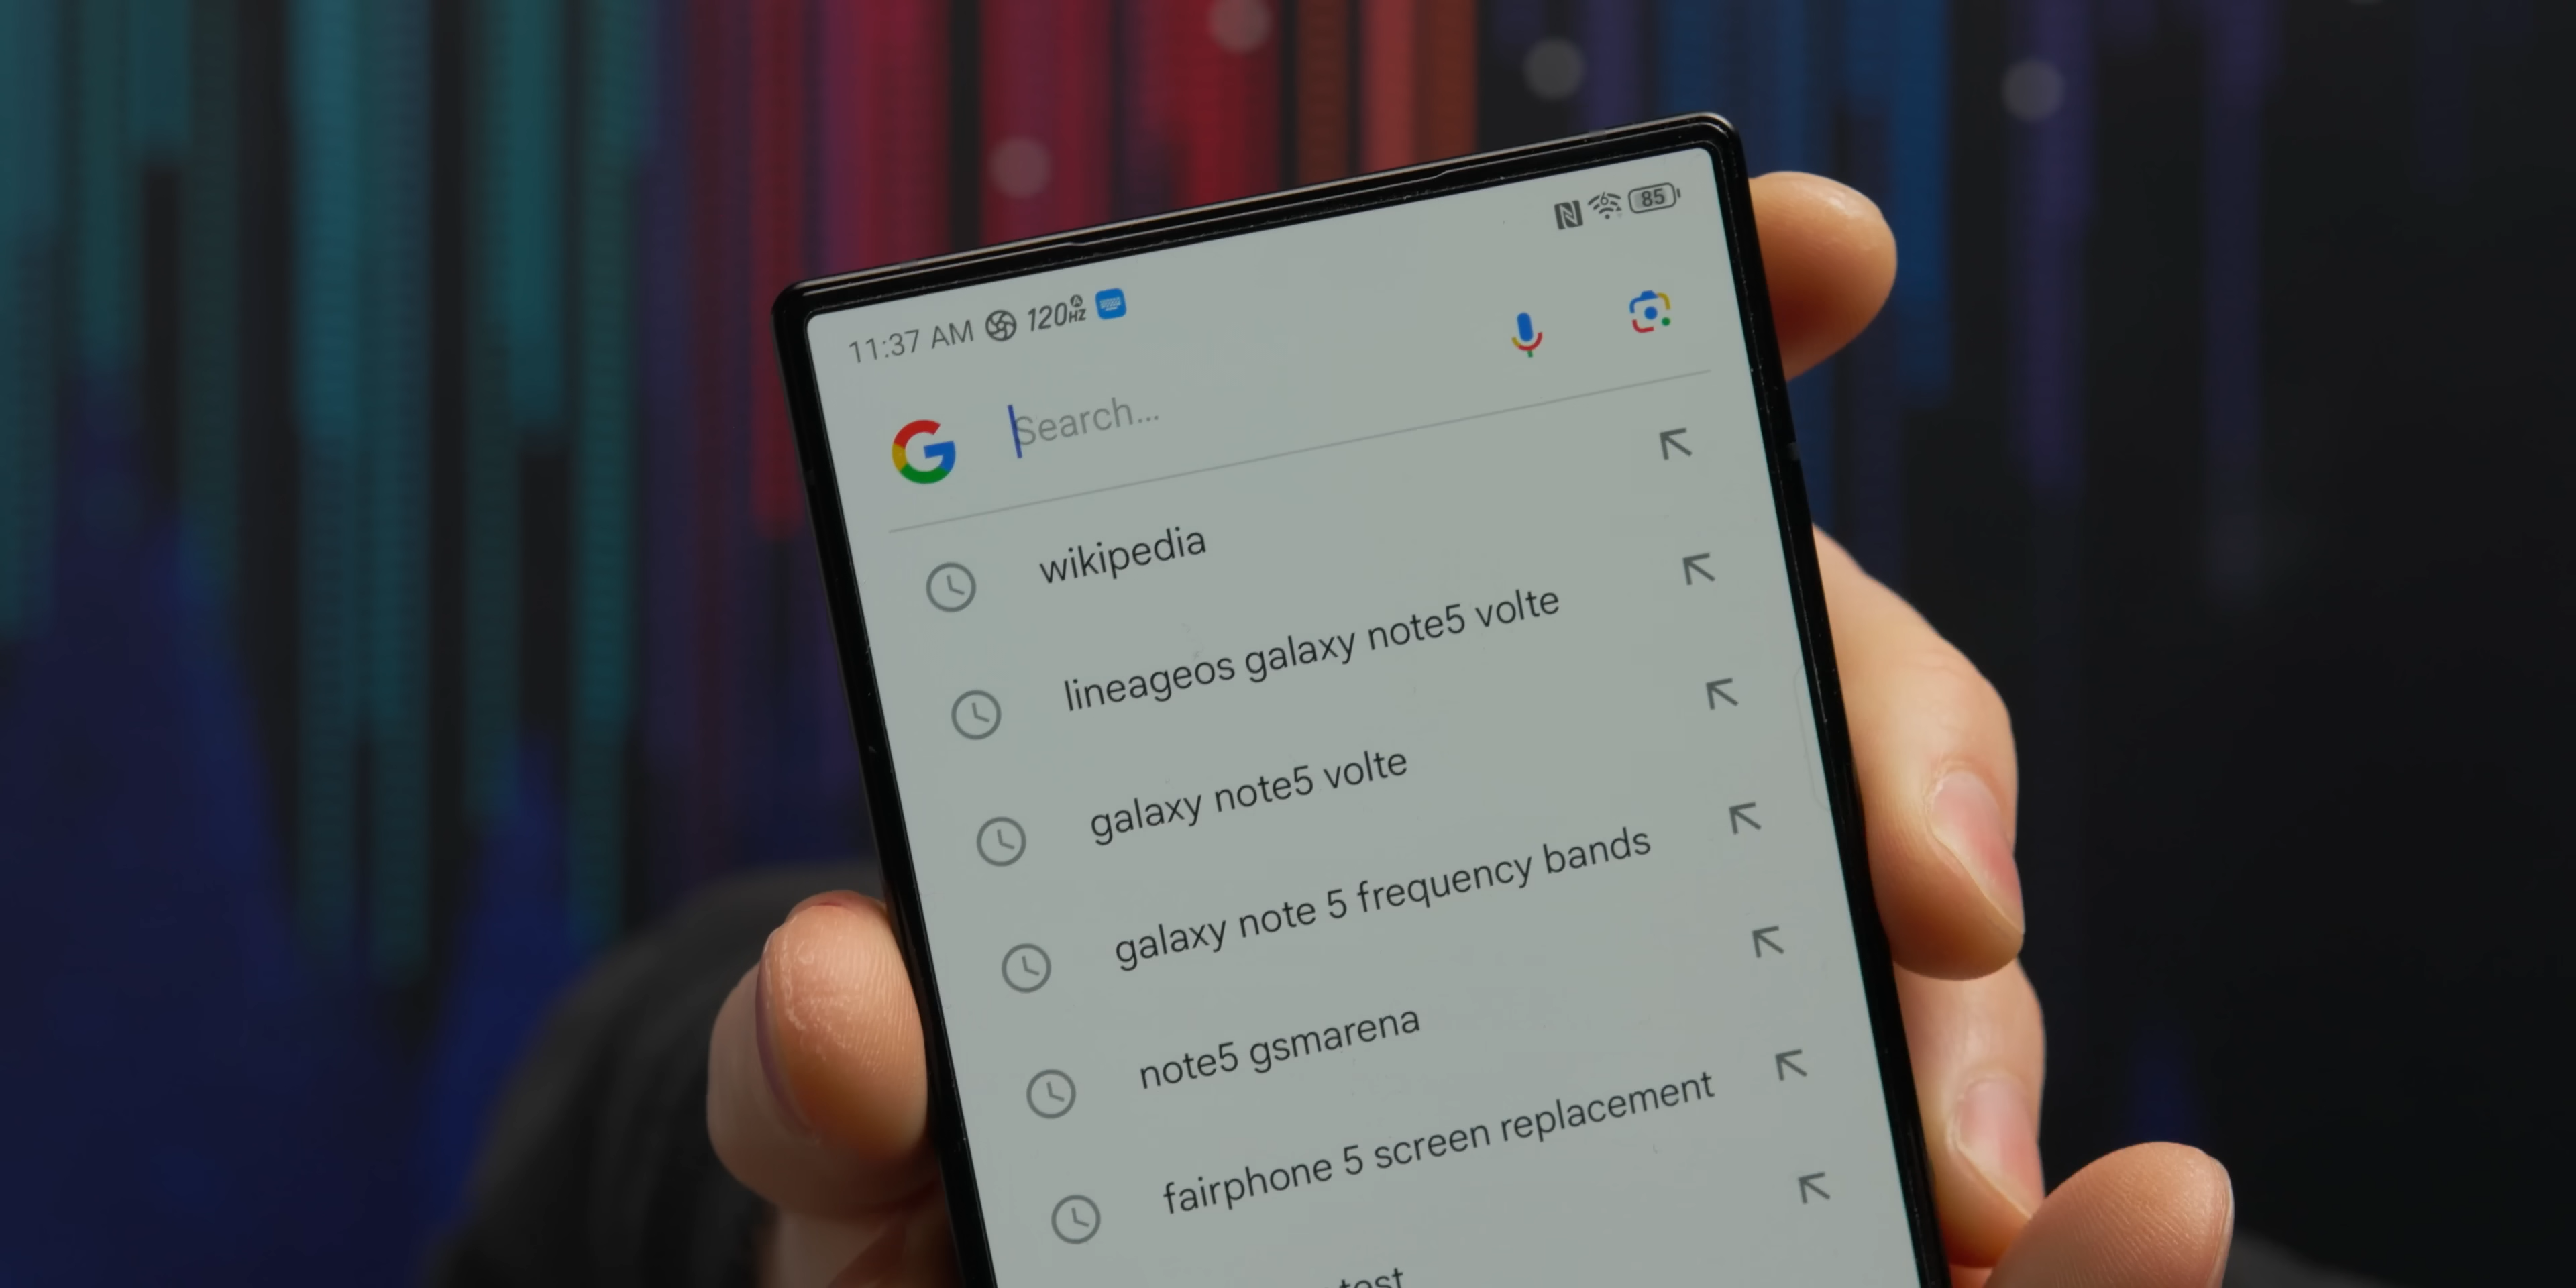 11:37 AM 120Hz 85
Search...
wikipedia
lineageos galaxy note5 volte
galaxy note5 volte
galaxy note 5 frequency bands
note5 gsmarena
fairphone 5 screen replacement
test